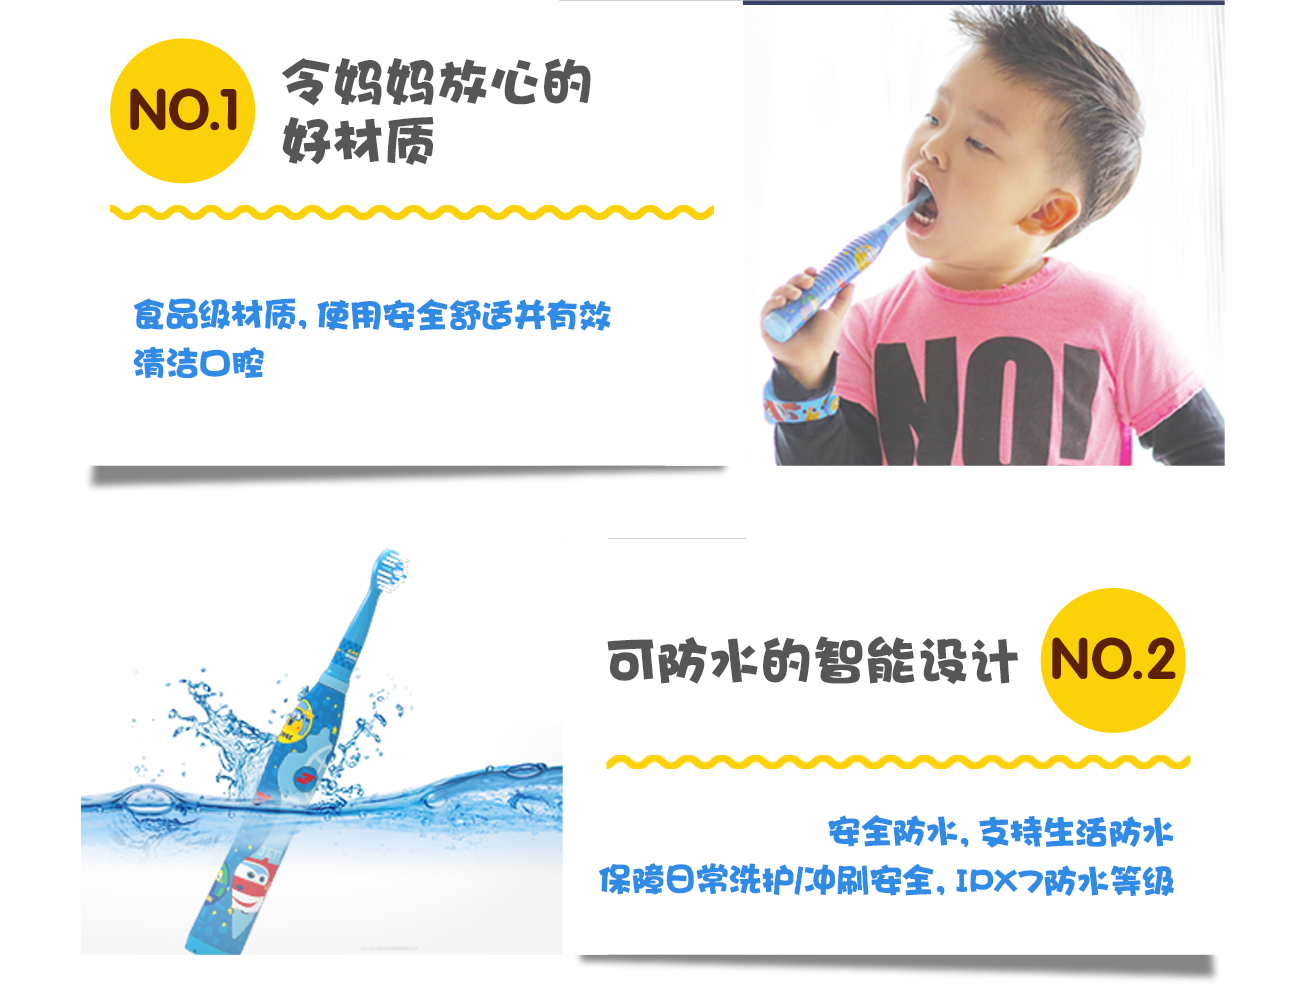 NO.1
令妈妈放心的
好材质
食品级材质, 使用安全舒适并有效
清洁口腔
NO!
可防水的智能设计
NO.2
安全防水, 支持生活防水
保障日常洗护/冲刷安全, IPX7防水等级